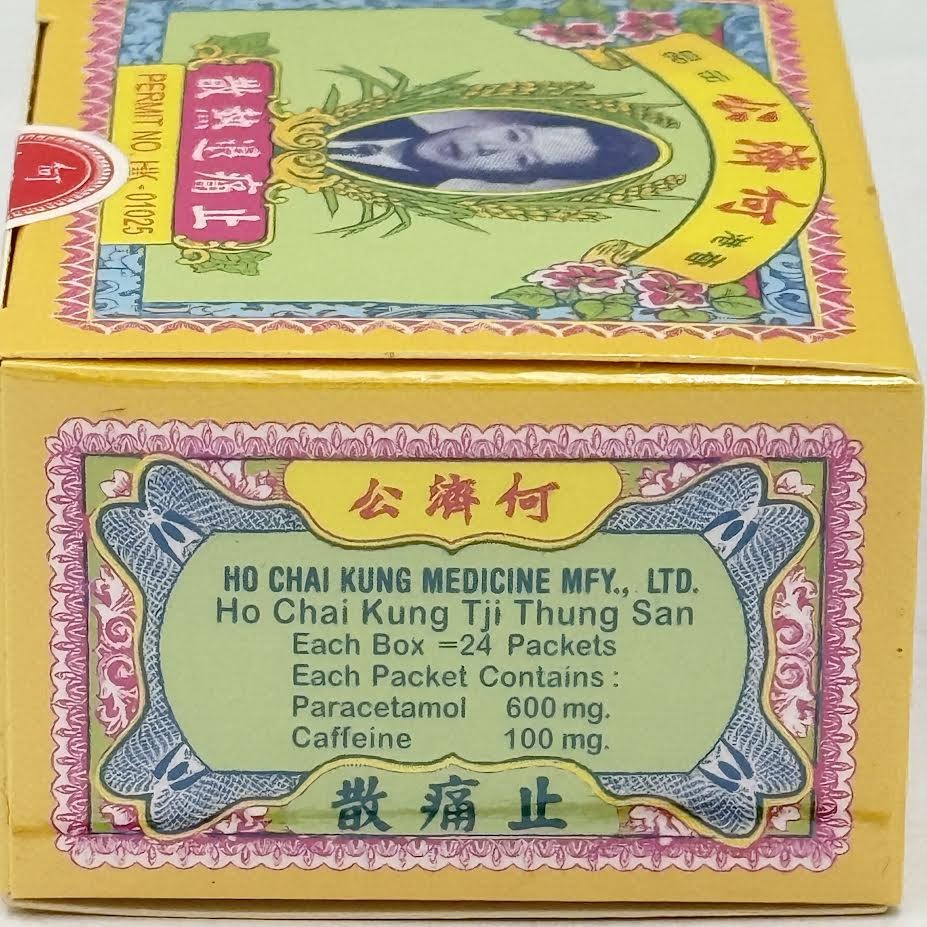 何濟公
止痛退熱散
PERMIT NO. HK-01025
何
何濟公
HO CHAI KUNG MEDICINE MFY., LTD.
Ho Chai Kung Tji Thung San
Each Box =24 Packets
Each Packet Contains :
Paracetamol 600 mg.
Caffeine 100 mg.
止痛散